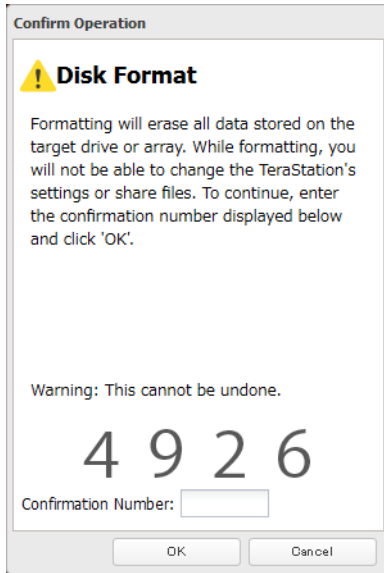 Confirm Operation
Disk Format
Formatting will erase all data stored on the
target drive or array. While formatting, you
will not be able to change the TeraStation's
settings or share files. To continue, enter
the confirmation number displayed below
and click 'OK'.
Warning: This cannot be undone.
4 9 2 6
Confirmation Number:
OK Cancel